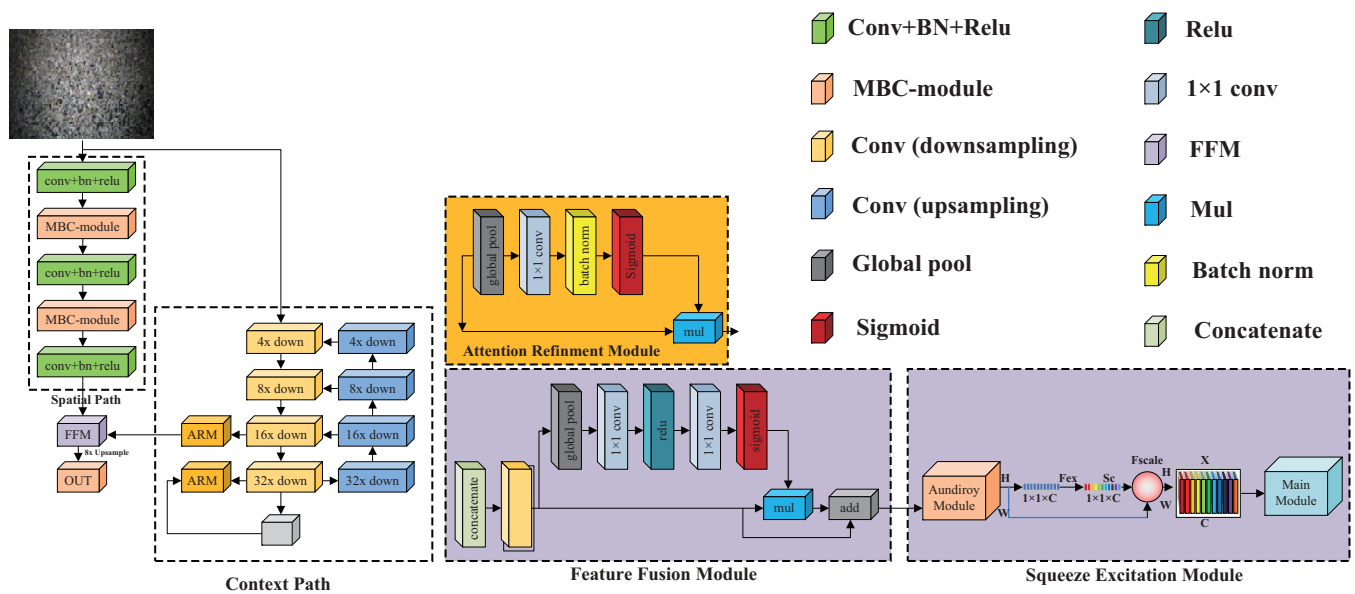 Conv+BN+Relu
MBC-module
Conv (downsampling)
Conv (upsampling)
Global pool
Sigmoid
Relu
1×1 conv
FFM
Mul
Batch norm
Concatenate
conv+bn+relu
MBC-module
conv+bn+relu
MBC-module
conv+bn+relu
Spatial Path
FFM
8x Upsample
OUT
4x down
4x down
8x down
8x down
ARM
16x down
16x down
ARM
32x down
32x down
Context Path
global pool
1×1 conv
batch norm
Sigmoid
mul
Attention Refinment Module
concatenate
global pool
1×1 conv
relu
1×1 conv
sigmoid
mul
add
Feature Fusion Module
Aundiroy
Module
H
W
1×1×C
Fex
Sc
1×1×C
Fscale
H
W
X
C
Main
Module
Squeeze Excitation Module